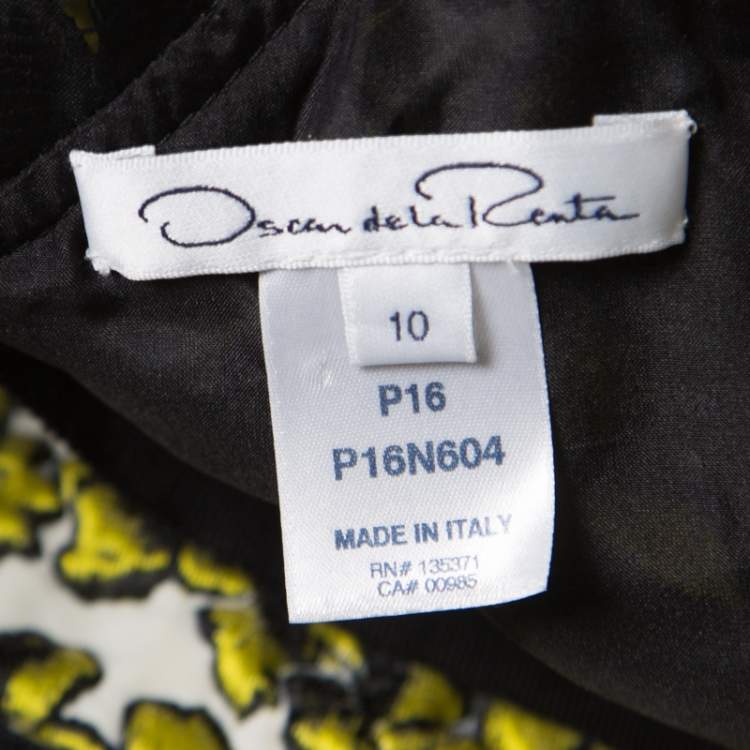 Oscar de la Renta
10
P16
P16N604
MADE IN ITALY
RN# 135371
CA# 00985